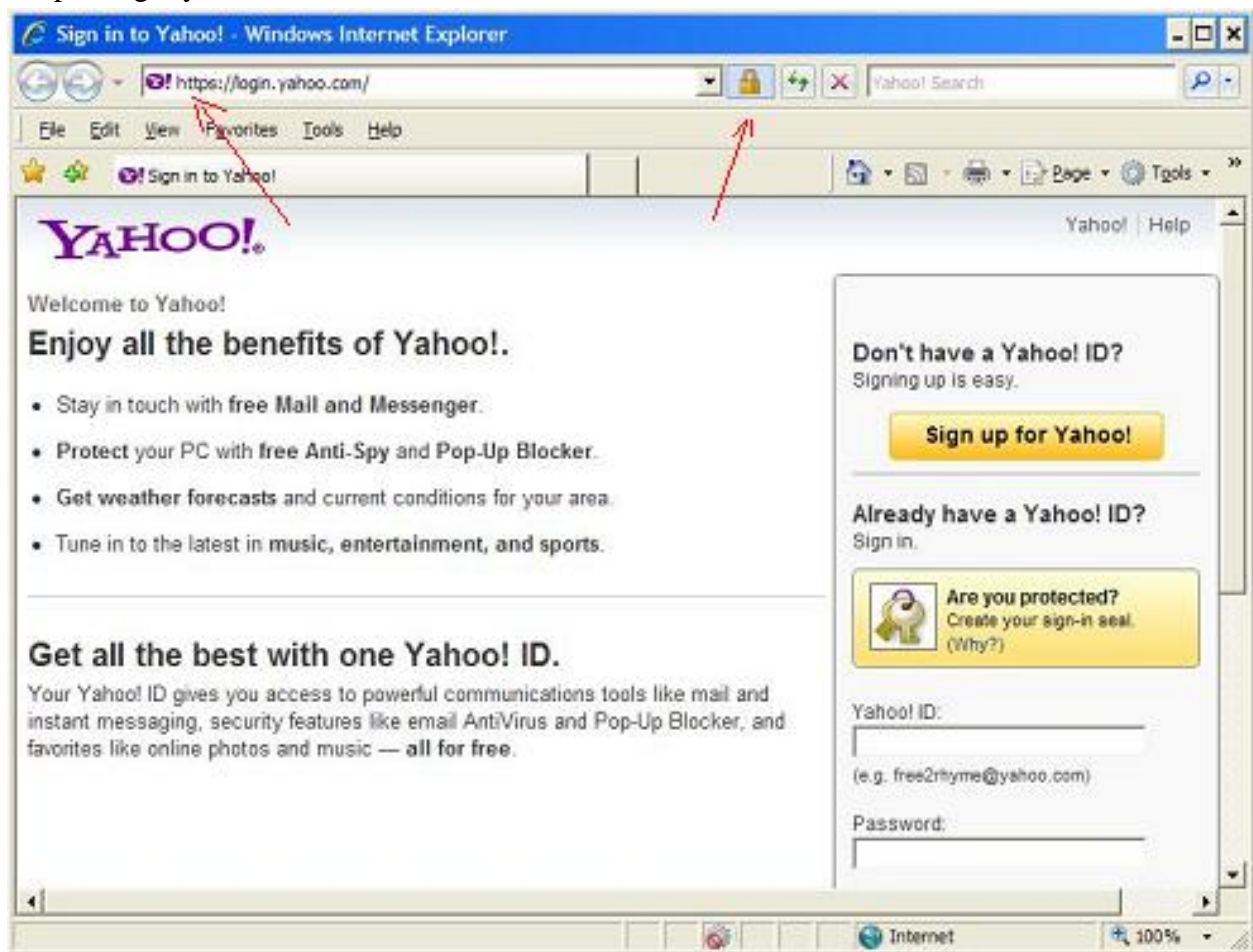 Sign in to Yahoo! - Windows Internet Explorer
Y! https://login.yahoo.com/
Yahoo! Search
File Edit View Favorites Tools Help
Y! Sign in to Yahoo!
Page Tools »
YAHOO!®
Yahoo! Help
Welcome to Yahoo!
Enjoy all the benefits of Yahoo!.
• Stay in touch with free Mail and Messenger.
• Protect your PC with free Anti-Spy and Pop-Up Blocker.
• Get weather forecasts and current conditions for your area.
• Tune in to the latest in music, entertainment, and sports.
Get all the best with one Yahoo! ID.
Your Yahoo! ID gives you access to powerful communications tools like mail and
instant messaging, security features like email AntiVirus and Pop-Up Blocker, and
favorites like online photos and music — all for free.
Don't have a Yahoo! ID?
Signing up is easy.
Sign up for Yahoo!
Already have a Yahoo! ID?
Sign in.
Are you protected?
Create your sign-in seal.
(Why?)
Yahoo! ID:
(e.g. free2rhyme@yahoo.com)
Password:
Internet
100%